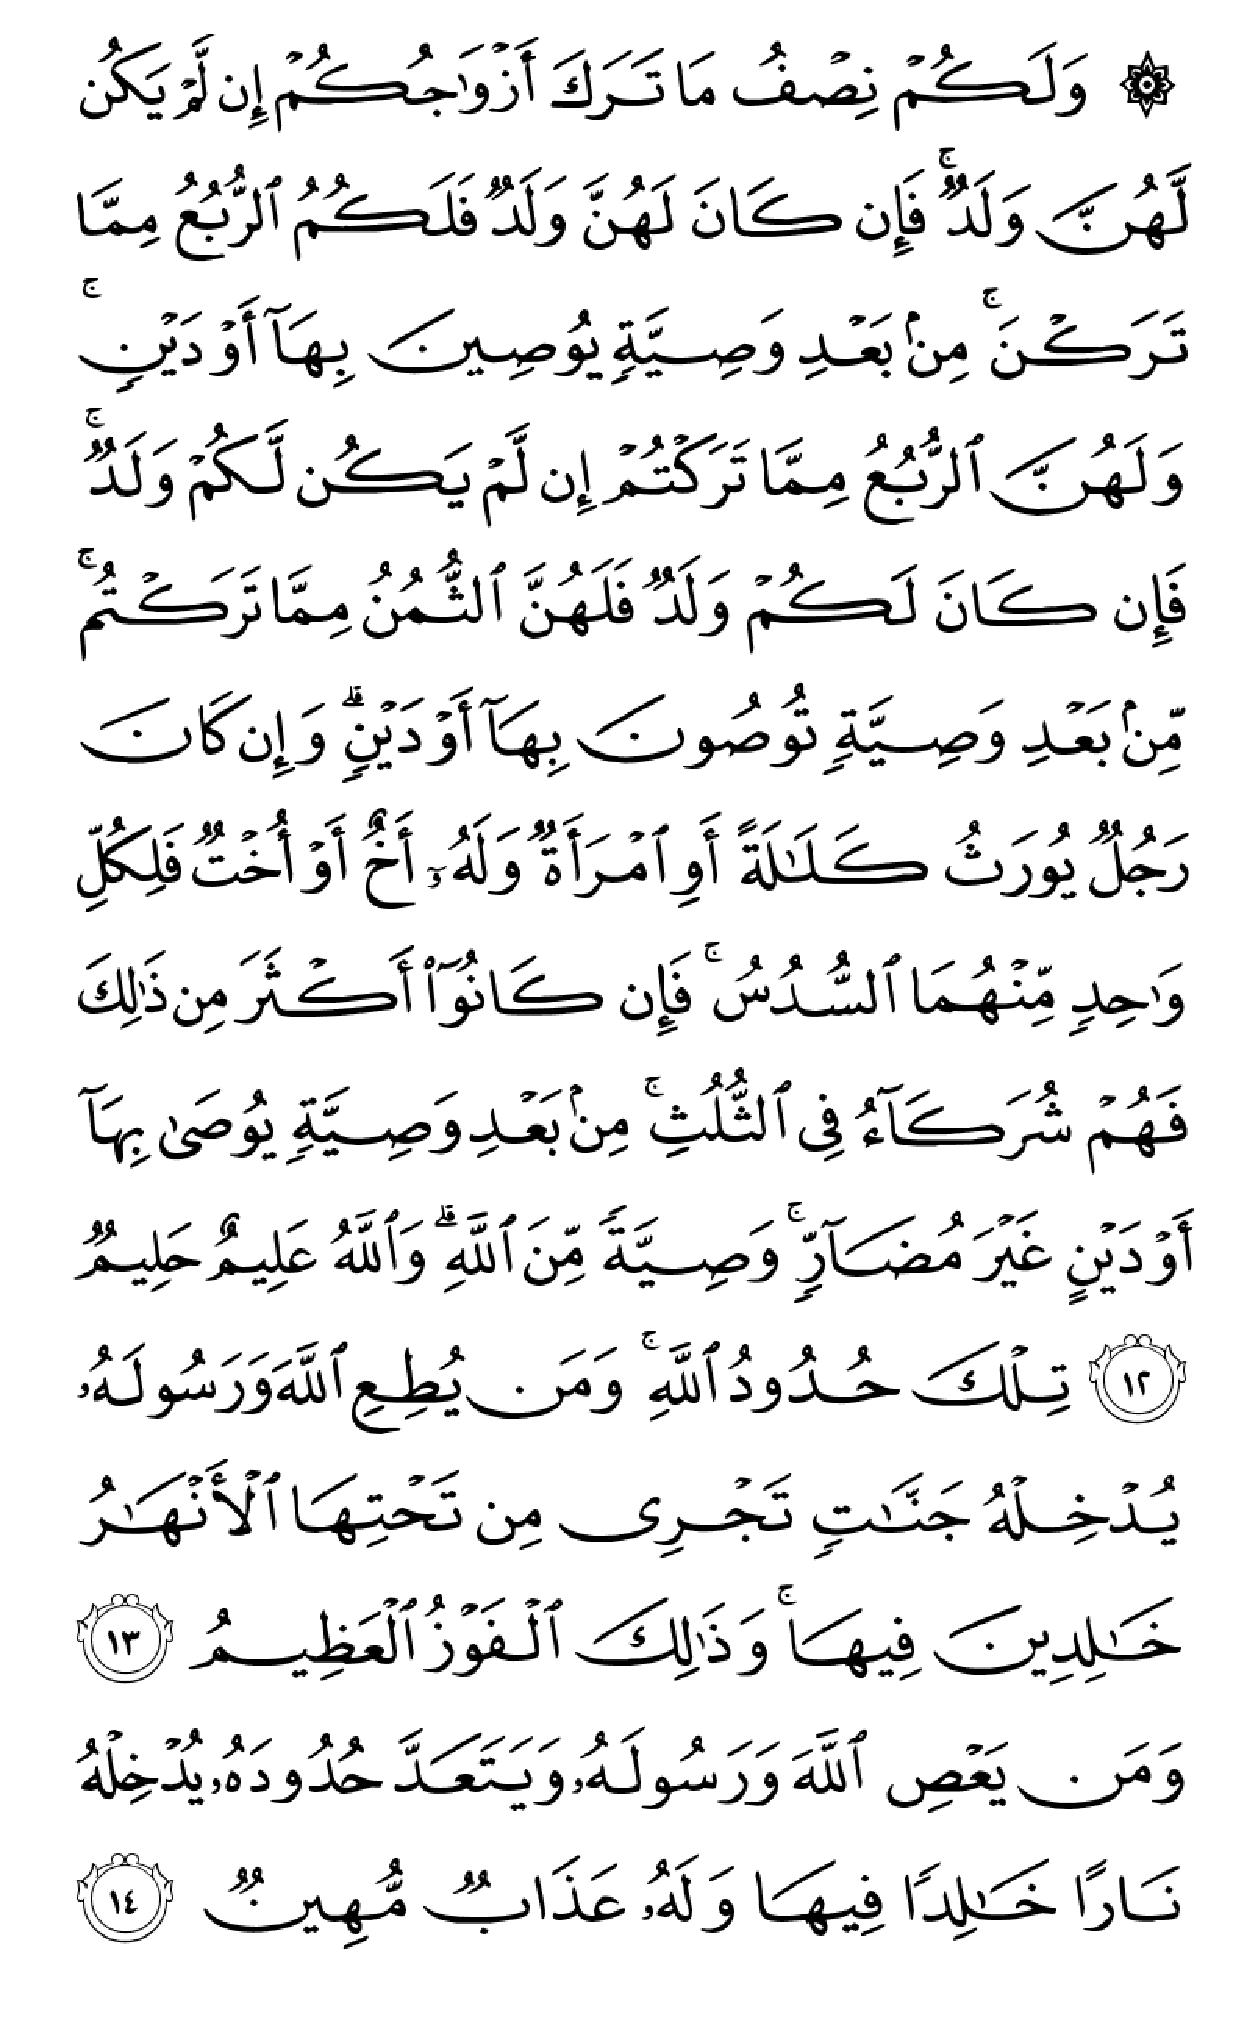 ۞ وَلَكُمْ نِصْفُ مَا تَرَكَ أَزْوَٰجُكُمْ إِن لَّمْ يَكُن
لَّهُنَّ وَلَدٌ ۚ فَإِن كَانَ لَهُنَّ وَلَدٌ فَلَكُمُ ٱلرُّبُعُ مِمَّا
تَرَكْنَ ۚ مِنۢ بَعْدِ وَصِيَّةٍ يُوصِينَ بِهَآ أَوْ دَيْنٍ ۚ
وَلَهُنَّ ٱلرُّبُعُ مِمَّا تَرَكْتُمْ إِن لَّمْ يَكُن لَّكُمْ وَلَدٌ ۚ
فَإِن كَانَ لَكُمْ وَلَدٌ فَلَهُنَّ ٱلثُّمُنُ مِمَّا تَرَكْتُم ۚ
مِّنۢ بَعْدِ وَصِيَّةٍ تُوصُونَ بِهَآ أَوْ دَيْنٍ ۗ وَإِن كَانَ
رَجُلٌ يُورَثُ كَلَـٰلَةً أَوِ ٱمْرَأَةٌ وَلَهُۥٓ أَخٌ أَوْ أُخْتٌ فَلِكُلِّ
وَٰحِدٍ مِّنْهُمَا ٱلسُّدُسُ ۚ فَإِن كَانُوٓا۟ أَكْثَرَ مِن ذَٰلِكَ
فَهُمْ شُرَكَآءُ فِى ٱلثُّلُثِ ۚ مِنۢ بَعْدِ وَصِيَّةٍ يُوصَىٰ بِهَآ
أَوْ دَيْنٍ غَيْرَ مُضَآرٍّ ۚ وَصِيَّةً مِّنَ ٱللَّهِ ۗ وَٱللَّهُ عَلِيمٌ حَلِيمٌ
١٢ تِلْكَ حُدُودُ ٱللَّهِ ۚ وَمَن يُطِعِ ٱللَّهَ وَرَسُولَهُۥ
يُدْخِلْهُ جَنَّـٰتٍ تَجْرِى مِن تَحْتِهَا ٱلْأَنْهَـٰرُ
خَـٰلِدِينَ فِيهَا ۚ وَذَٰلِكَ ٱلْفَوْزُ ٱلْعَظِيمُ ١٣
وَمَن يَعْصِ ٱللَّهَ وَرَسُولَهُۥ وَيَتَعَدَّ حُدُودَهُۥ يُدْخِلْهُ
نَارًا خَـٰلِدًا فِيهَا وَلَهُۥ عَذَابٌ مُّهِينٌ ١٤